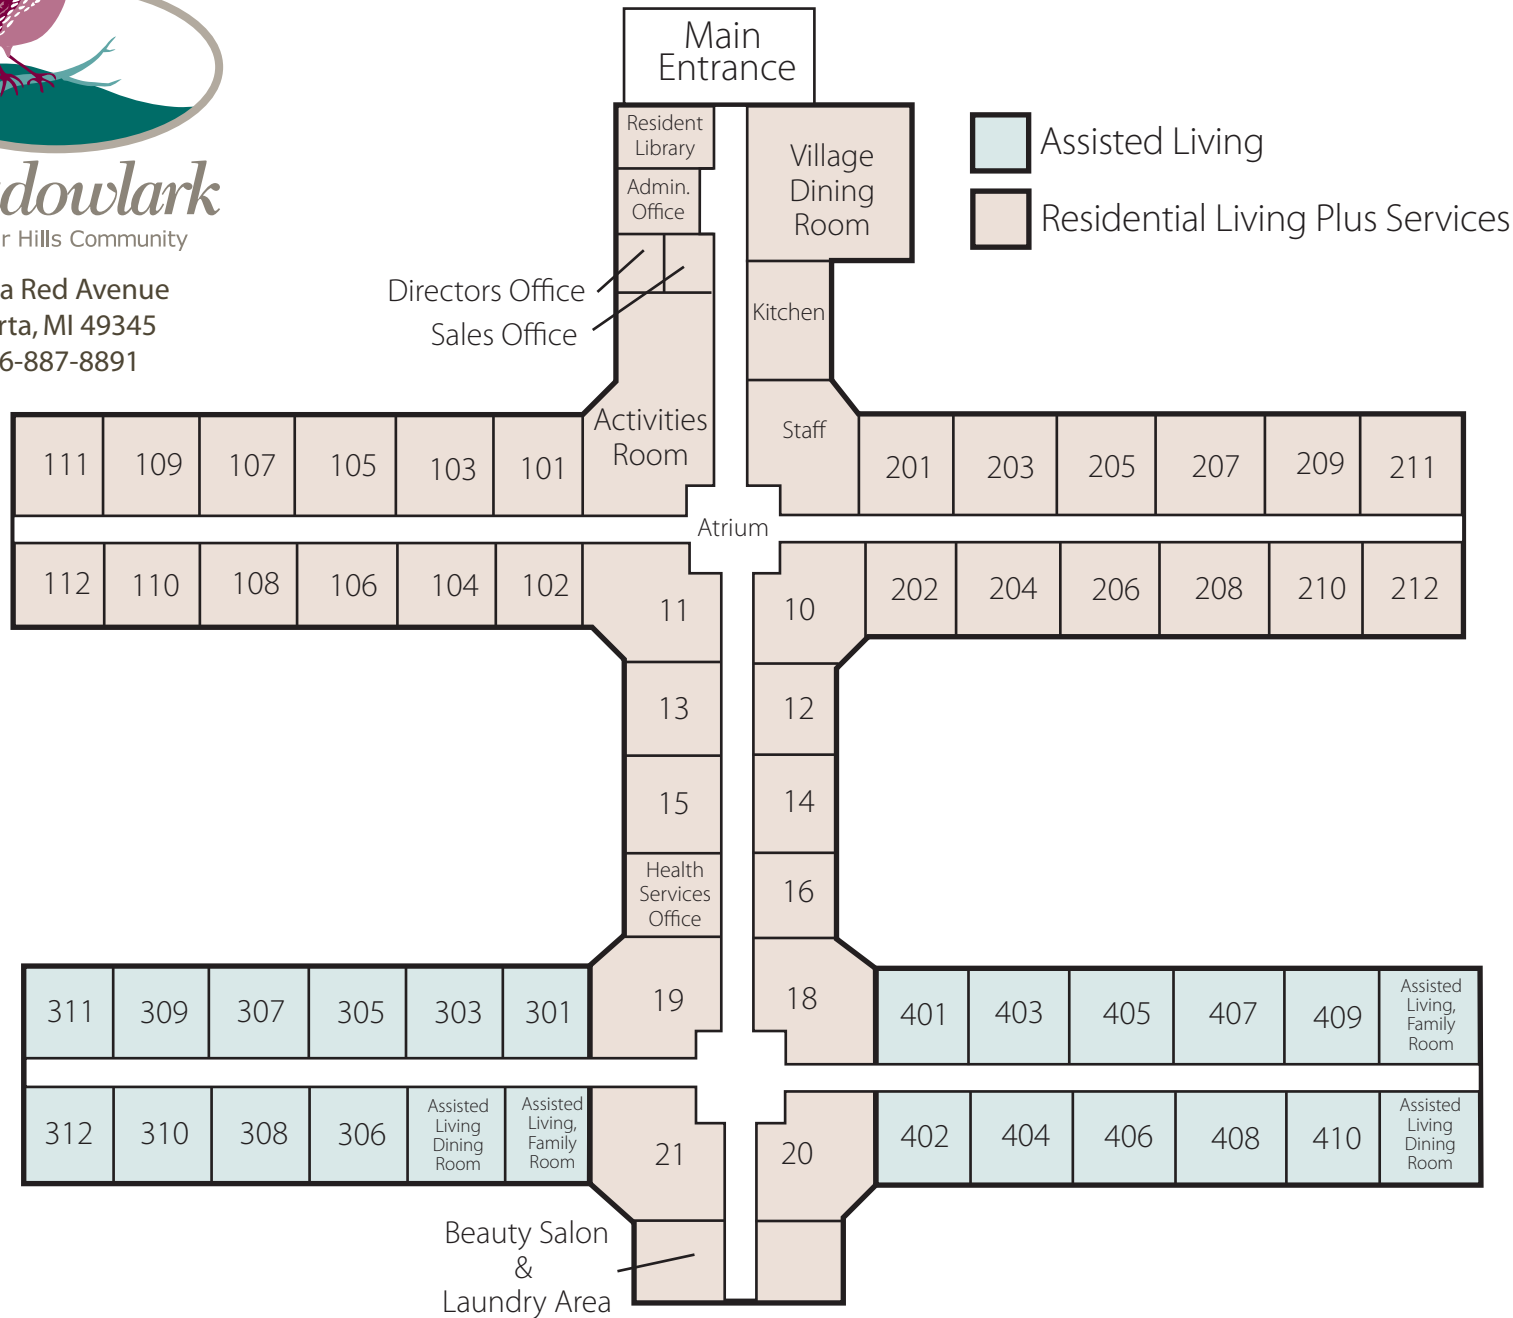 Main
Entrance
Resident
Library
Admin.
Office
Village
Dining
Room
Assisted Living
Residential Living Plus Services
dowlark
r Hills Community
a Red Avenue
rta, MI 49345
6-887-8891
Directors Office
Sales Office
Kitchen
Activities
Room
Staff
111 109 107 105 103 101
201 203 205 207 209 211
Atrium
112 110 108 106 104 102
11 10
202 204 206 208 210 212
13 12
15 14
Health
Services
Office
16
19 18
311 309 307 305 303 301
401 403 405 407 409
Assisted
Living,
Family
Room
312 310 308 306
Assisted
Living
Dining
Room
Assisted
Living,
Family
Room
21 20
402 404 406 408 410
Assisted
Living
Dining
Room
Beauty Salon
&
Laundry Area